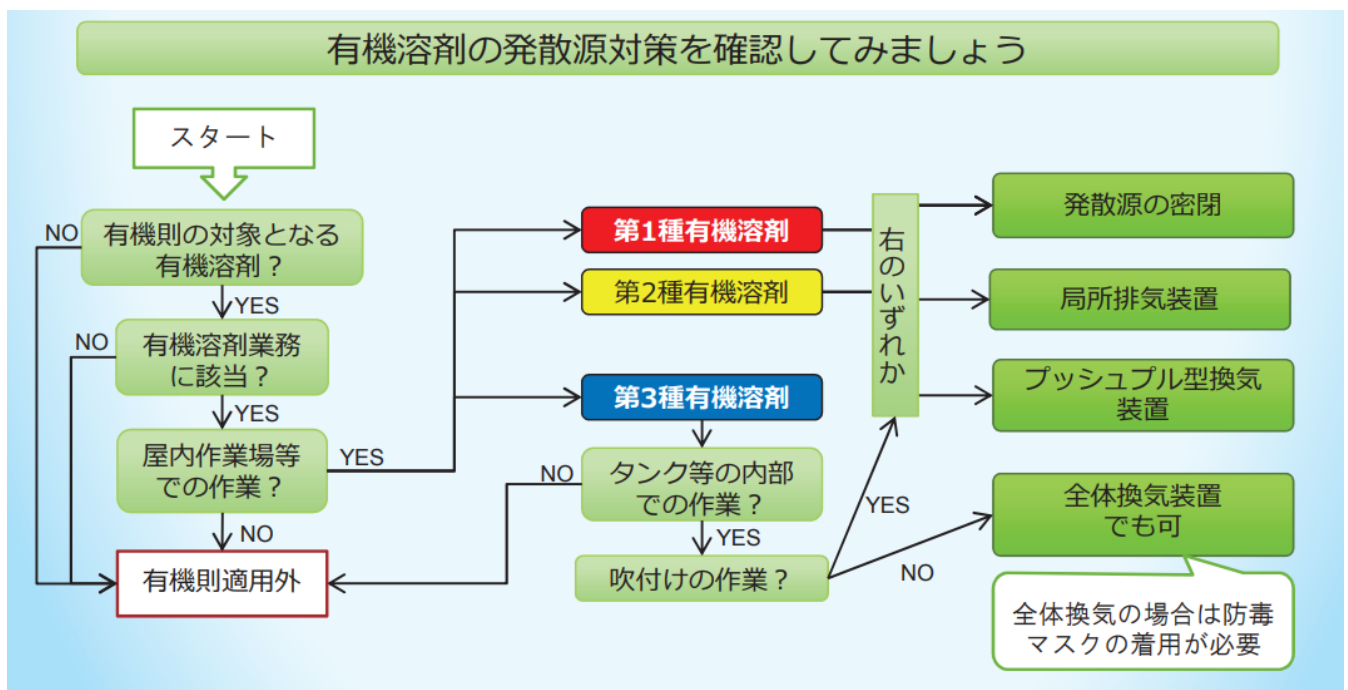 有機溶剤の発散源対策を確認してみましょう
スタート
有機則の対象となる
有機溶剤？
NO
YES
有機溶剤業務
に該当？
NO
YES
屋内作業場等
での作業？
YES
NO
有機則適用外
第1種有機溶剤
第2種有機溶剤
第3種有機溶剤
タンク等の内部
での作業？
NO
YES
吹付けの作業？
YES
NO
右のいずれか
発散源の密閉
局所排気装置
プッシュプル型換気
装置
全体換気装置
でも可
全体換気の場合は防毒
マスクの着用が必要